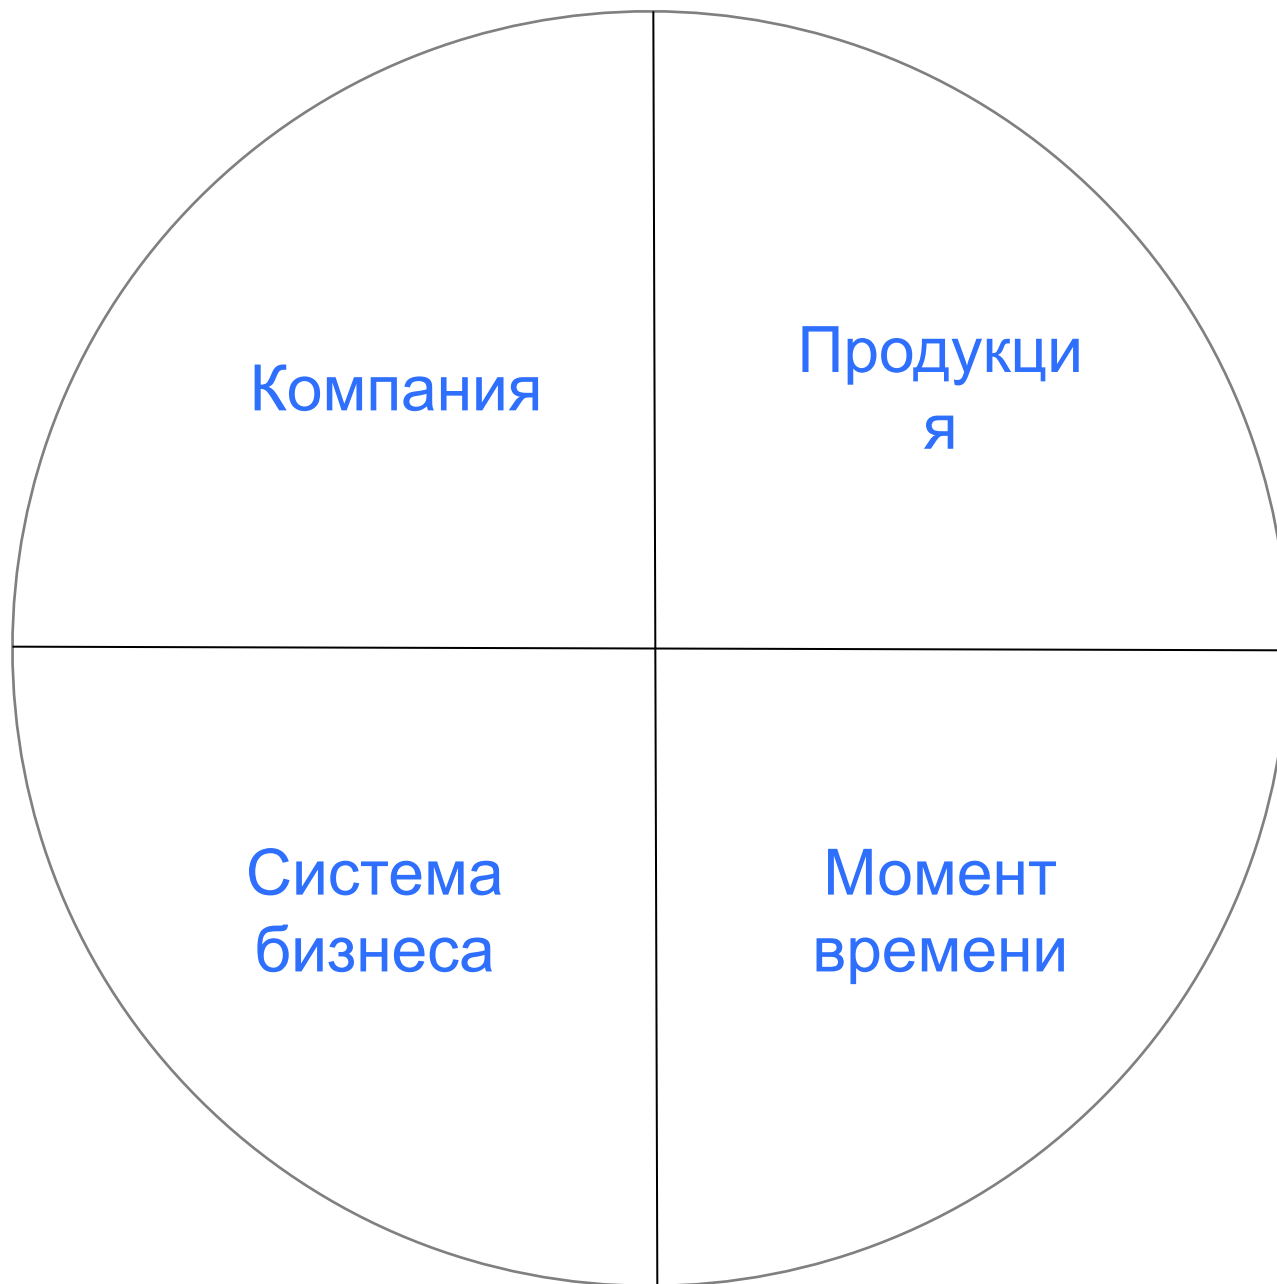 Компания
Продукци
я
Система
бизнеса
Момент
времени